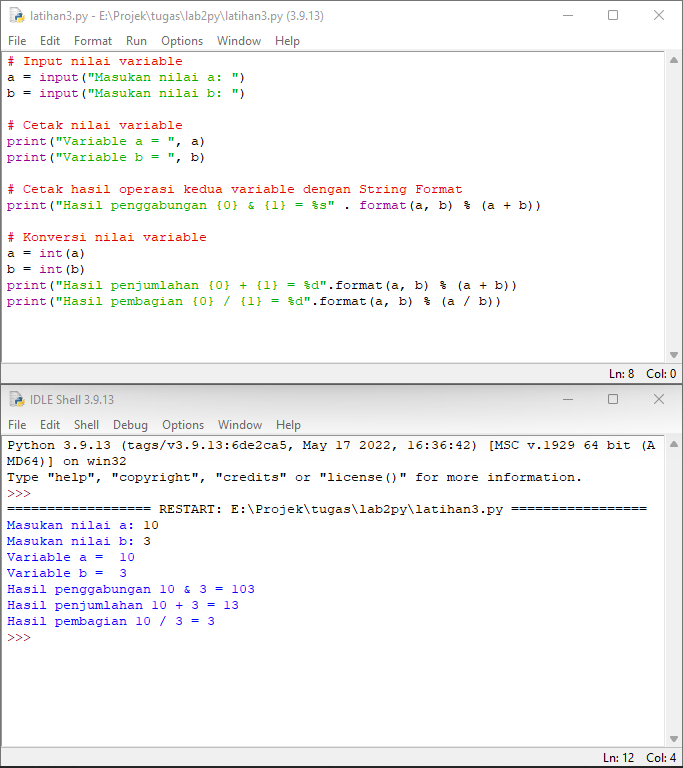 latihan3.py - E:\Projek\tugas\lab2py\latihan3.py (3.9.13)
File Edit Format Run Options Window Help
# Input nilai variable
a = input("Masukan nilai a: ")
b = input("Masukan nilai b: ")
# Cetak nilai variable
print("Variable a = ", a)
print("Variable b = ", b)
# Cetak hasil operasi kedua variable dengan String Format
print("Hasil penggabungan {0} & {1} = %s" . format(a, b) % (a + b))
# Konversi nilai variable
a = int(a)
b = int(b)
print("Hasil penjumlahan {0} + {1} = %d".format(a, b) % (a + b))
print("Hasil pembagian {0} / {1} = %d".format(a, b) % (a / b))
Ln: 8 Col: 0
IDLE Shell 3.9.13
File Edit Shell Debug Options Window Help
Python 3.9.13 (tags/v3.9.13:6de2ca5, May 17 2022, 16:36:42) [MSC v.1929 64 bit (A
MD64)] on win32
Type "help", "copyright", "credits" or "license()" for more information.
>>>
================== RESTART: E:\Projek\tugas\lab2py\latihan3.py =================
Masukan nilai a: 10
Masukan nilai b: 3
Variable a =  10
Variable b =  3
Hasil penggabungan 10 & 3 = 103
Hasil penjumlahan 10 + 3 = 13
Hasil pembagian 10 / 3 = 3
>>>
Ln: 12 Col: 4